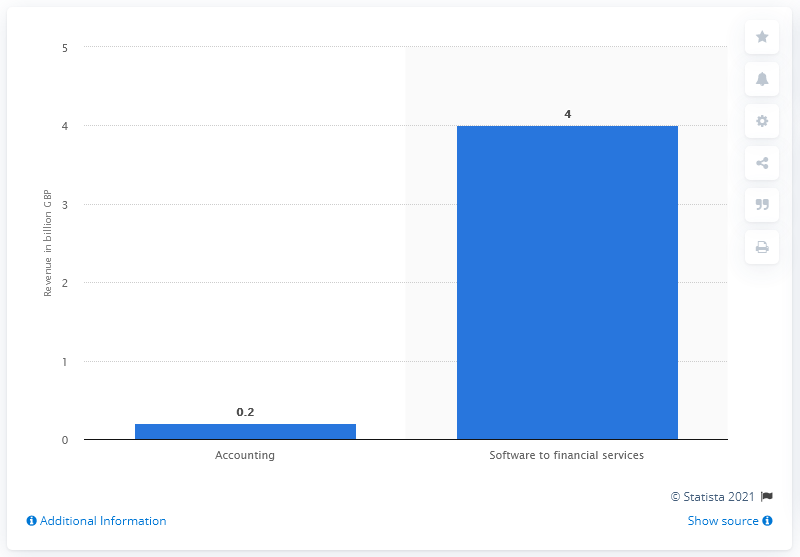 5
4
4
3
Revenue in billion GBP
2
1
0.2
0
Accounting
Software to financial services
© Statista 2021
Additional Information
Show source